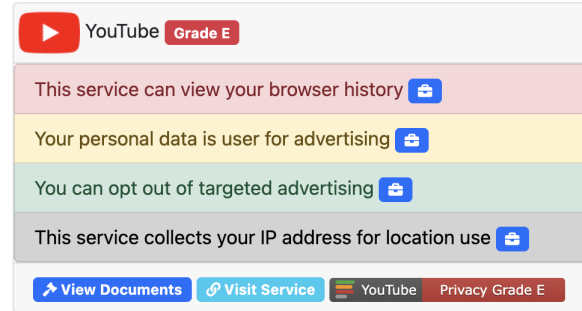 YouTube Grade E
This service can view your browser history
Your personal data is user for advertising
You can opt out of targeted advertising
This service collects your IP address for location use
View Documents Visit Service YouTube Privacy Grade E